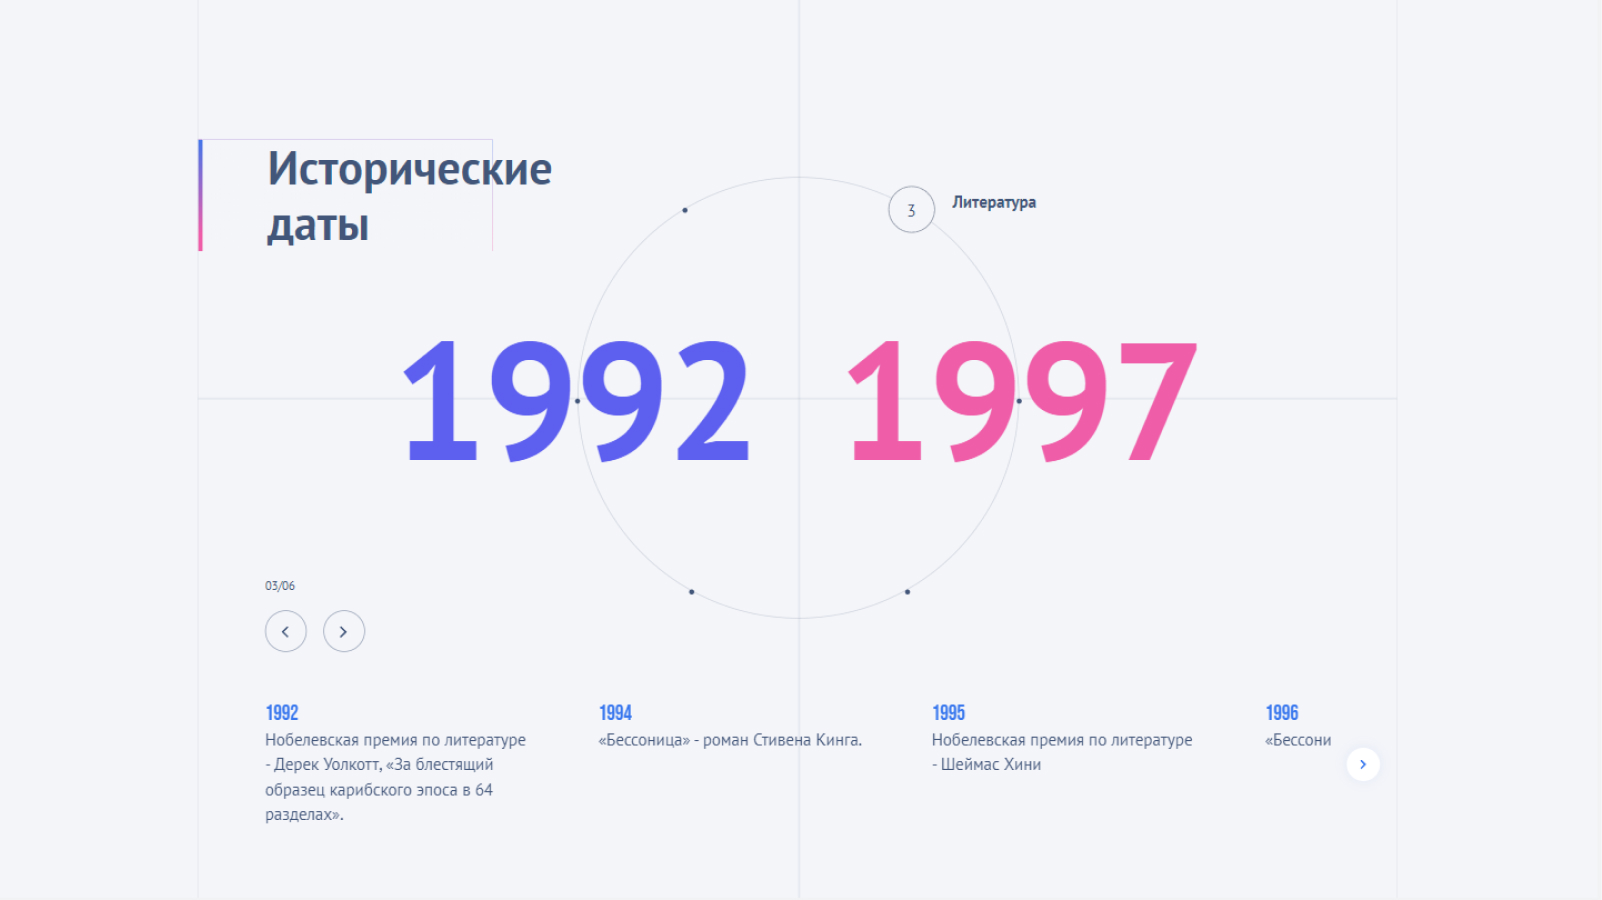 Исторические
даты
3
Литература
1992 1997
03/06
1992
Нобелевская премия по литературе
- Дерек Уолкотт, «За блестящий
образец карибского эпоса в 64
разделах».
1994
«Бессоница» - роман Стивена Кинга.
1995
Нобелевская премия по литературе
- Шеймас Хини
1996
«Бессони